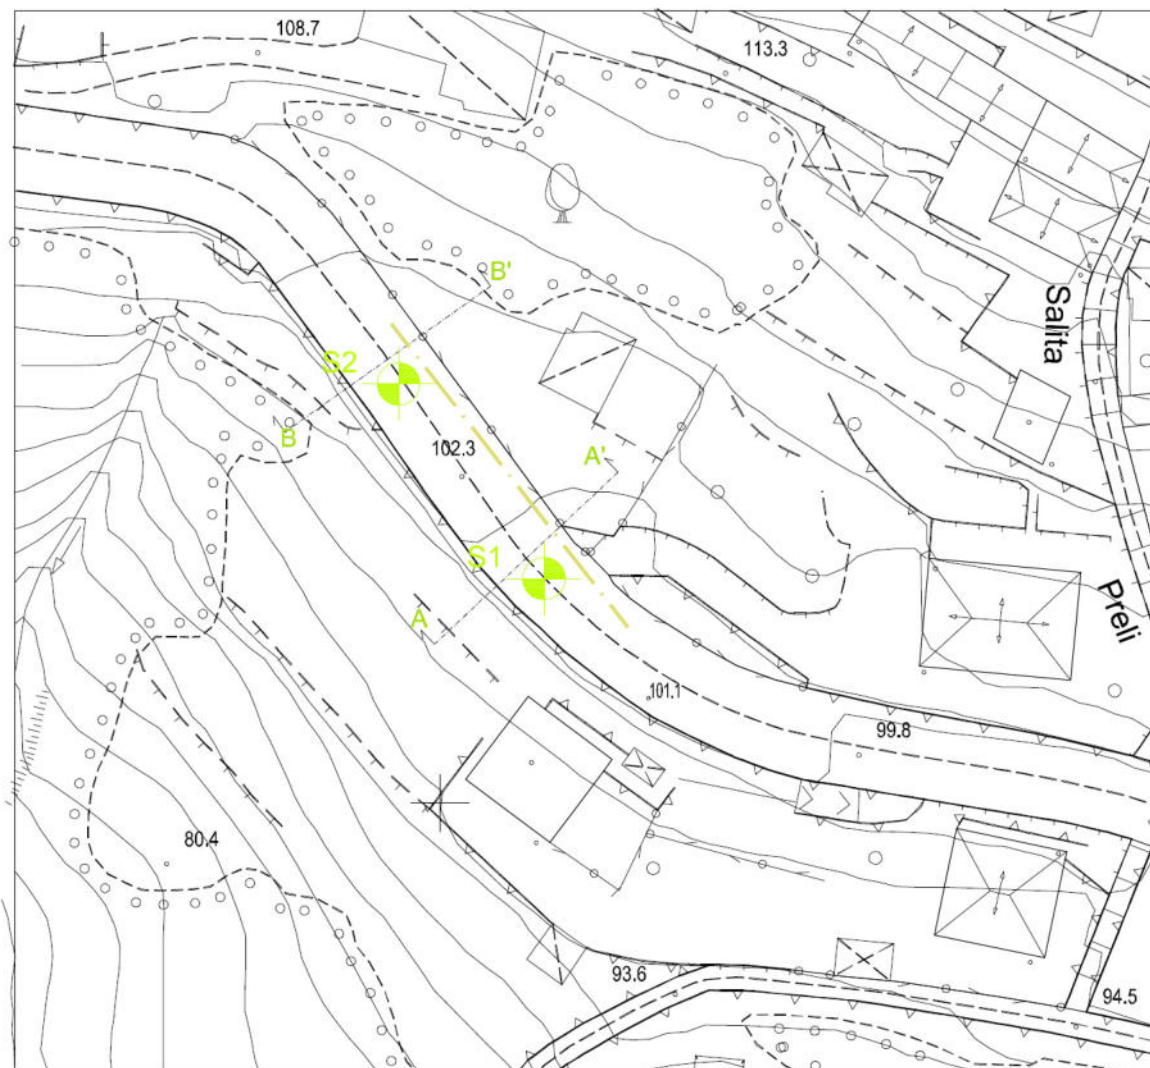 108.7
113.3
B'
Salita
S2
B
102.3
A'
S1
A
Preli
101.1
99.8
80.4
93.6
94.5